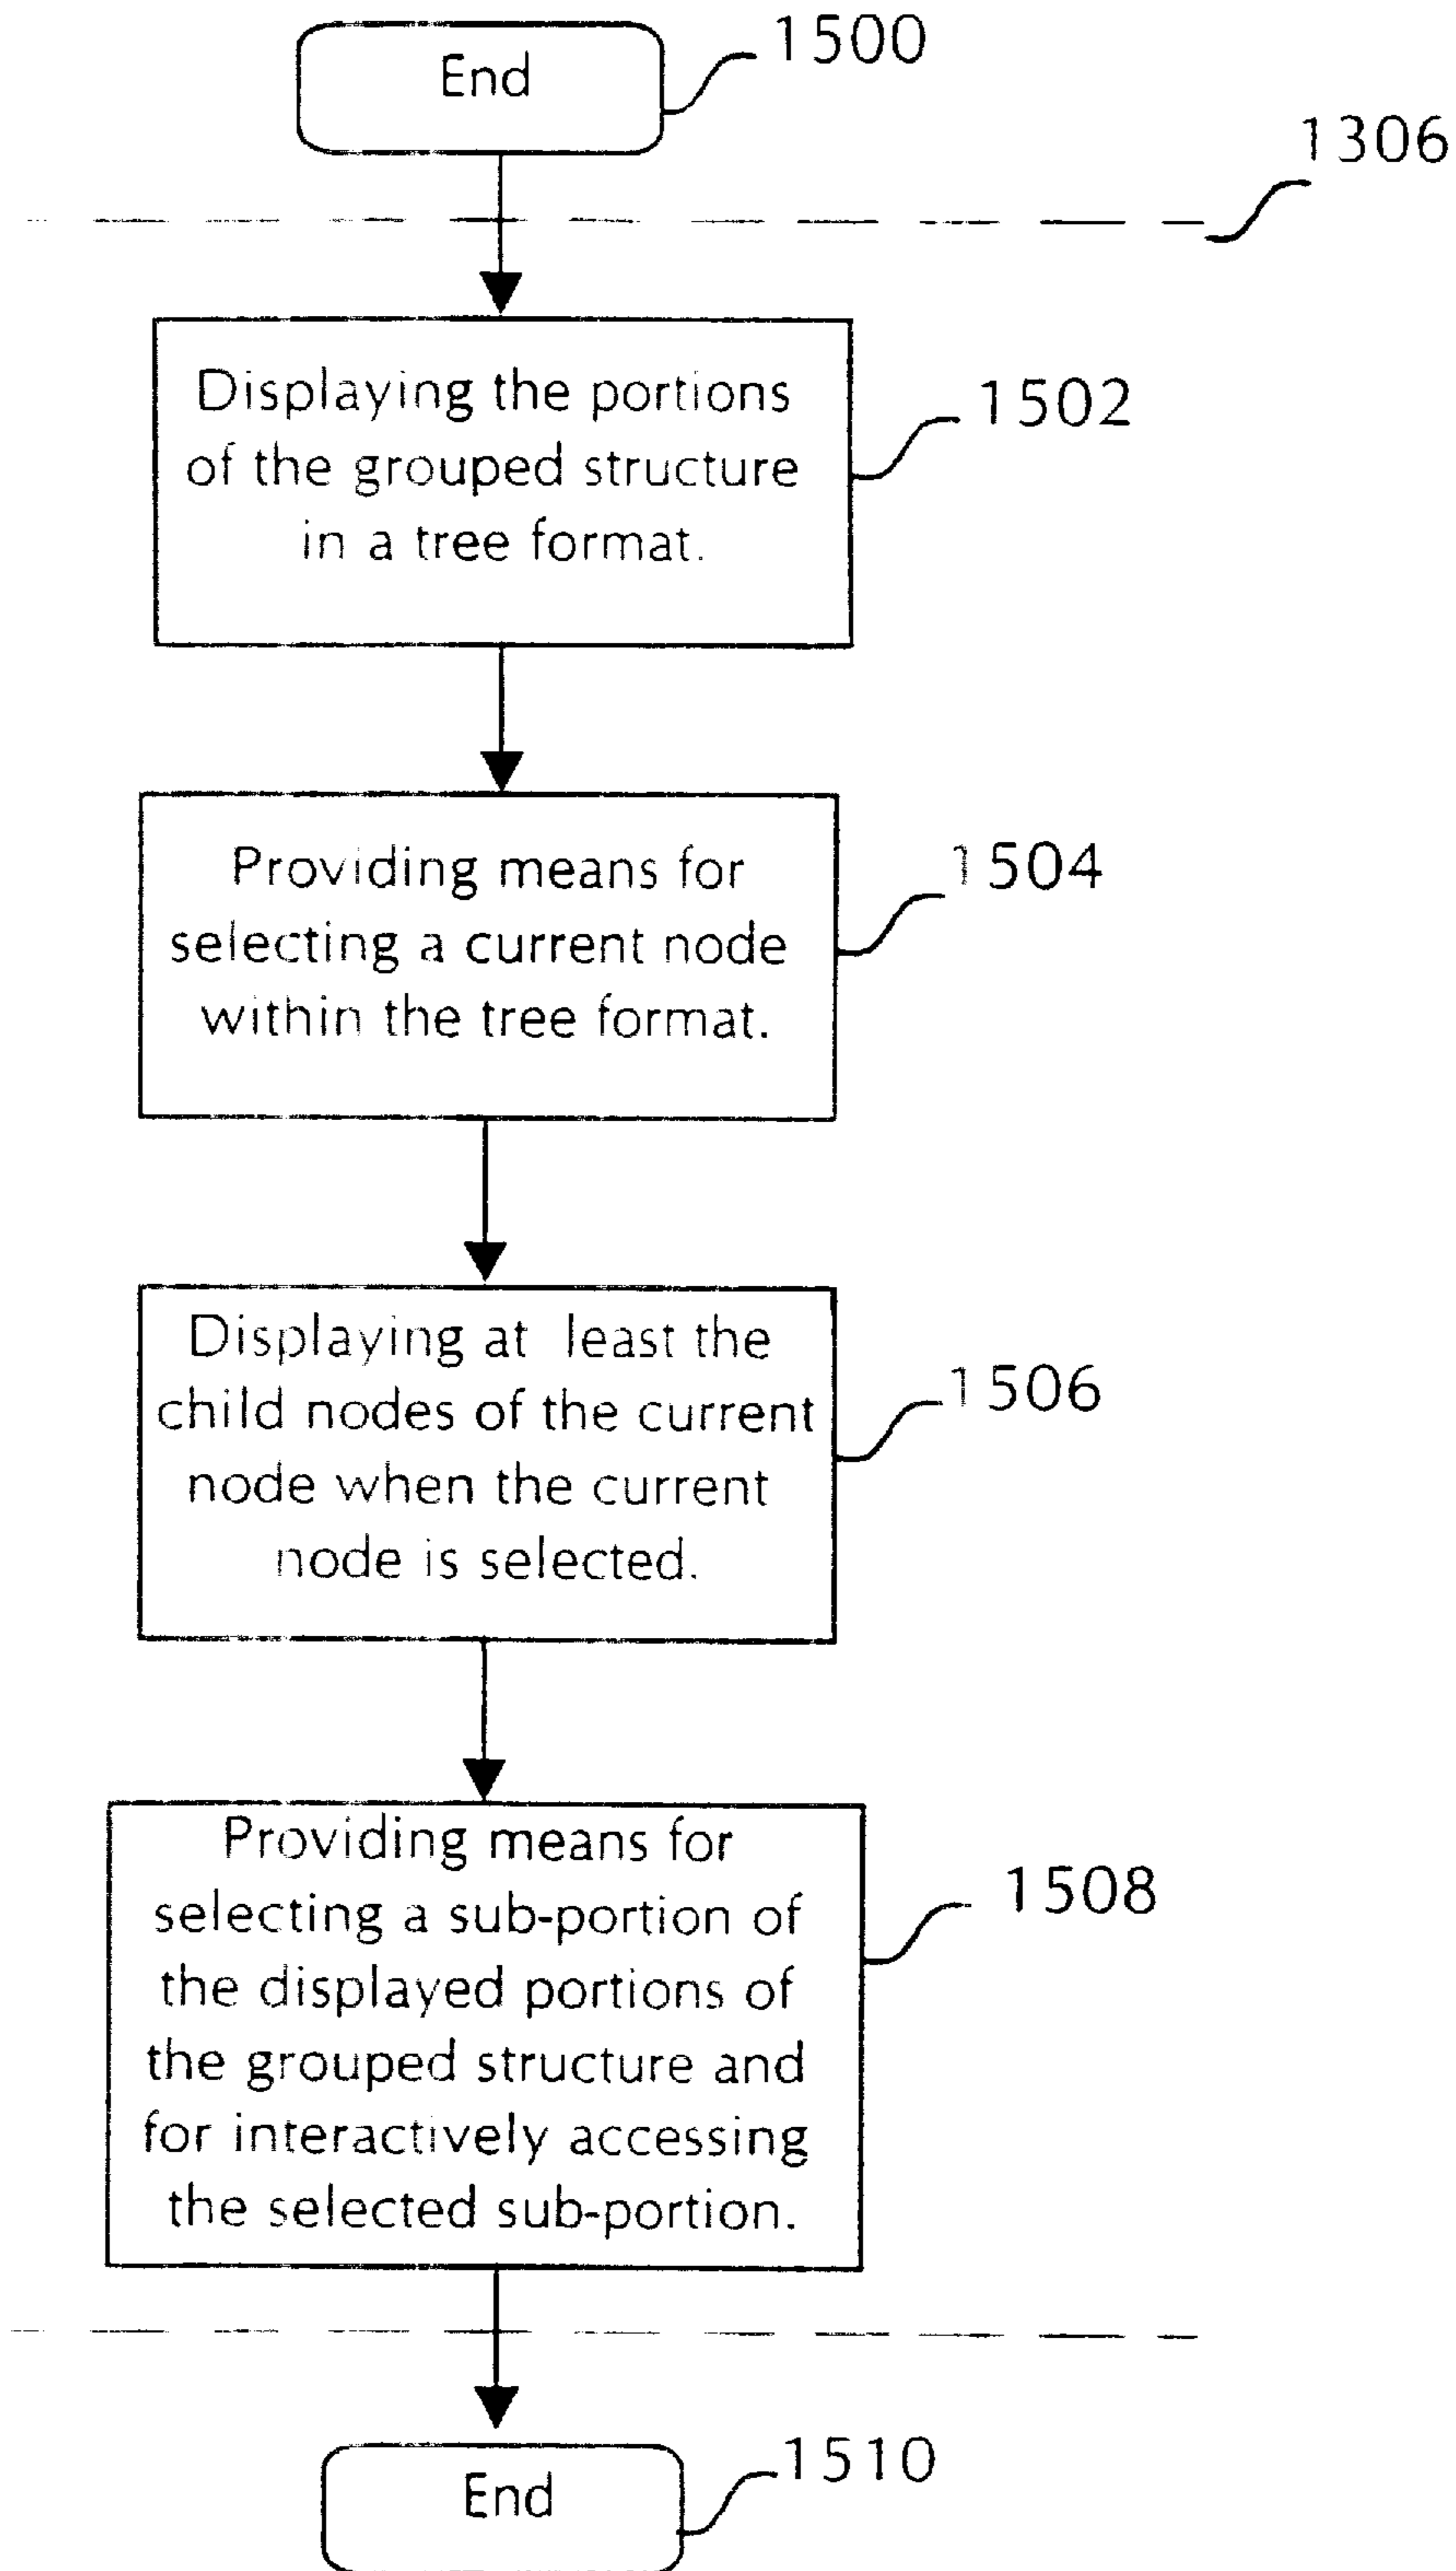 End
1500
1306
Displaying the portions
of the grouped structure
in a tree format.
1502
Providing means for
selecting a current node
within the tree format.
1504
Displaying at least the
child nodes of the current
node when the current
node is selected.
1506
Providing means for
selecting a sub-portion of
the displayed portions of
the grouped structure and
for interactively accessing
the selected sub-portion.
1508
End
1510